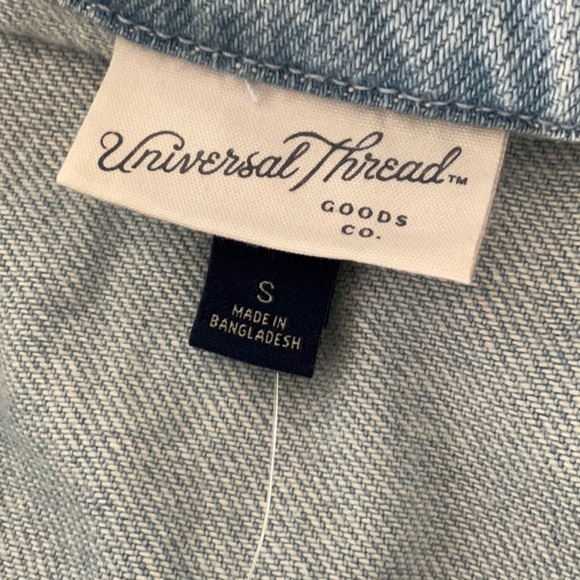 Universal Thread™
GOODS
CO.
S
MADE IN
BANGLADESH